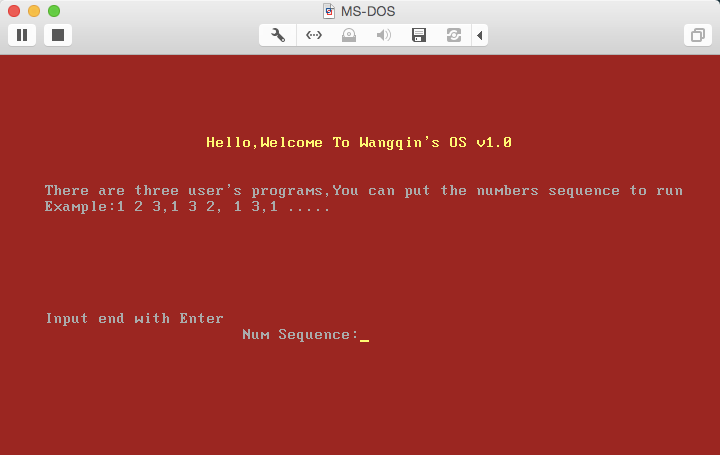 MS-DOS
Hello,Welcome To Wangqin's OS v1.0
There are three user's programs,You can put the numbers sequence to run
Example:1 2 3,1 3 2, 1 3,1 .....
Input end with Enter
Num Sequence:_